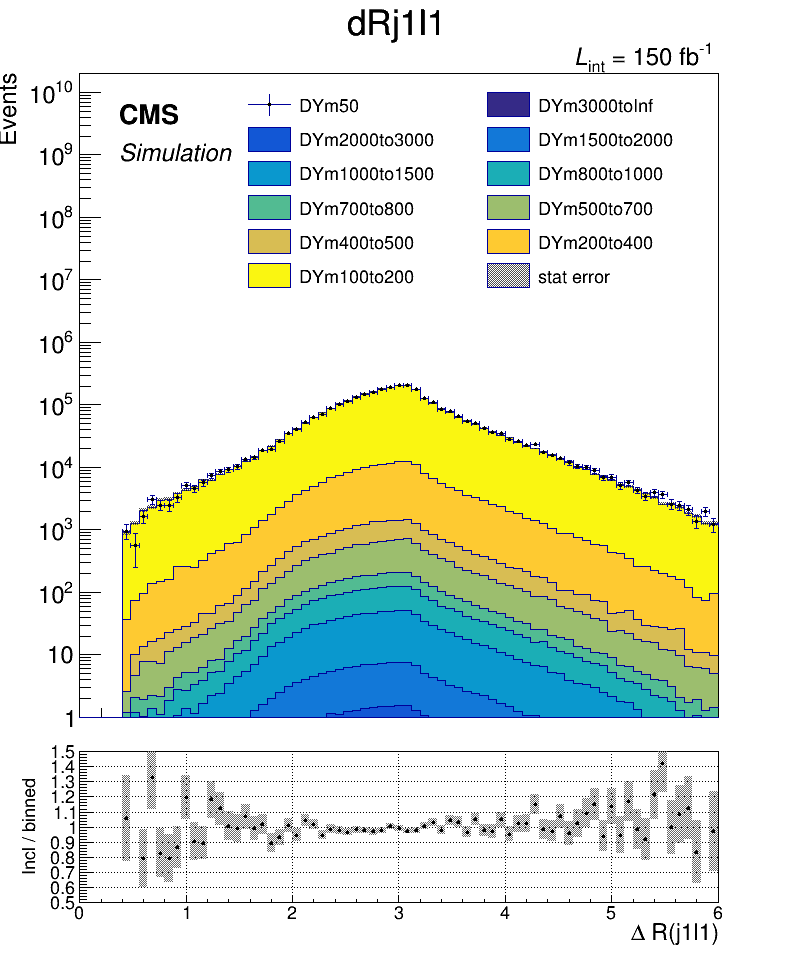 dRj1l1
L_int = 150 fb^-1
Events
CMS
Simulation
DYm50
DYm3000toInf
DYm2000to3000
DYm1500to2000
DYm1000to1500
DYm800to1000
DYm700to800
DYm500to700
DYm400to500
DYm200to400
DYm100to200
stat error
10^10
10^9
10^8
10^7
10^6
10^5
10^4
10^3
10^2
10
1
Incl / binned
1.5
1.4
1.3
1.2
1.1
1
0.9
0.8
0.7
0.6
0.5
0 1 2 3 4 5 6
Δ R(j1l1)